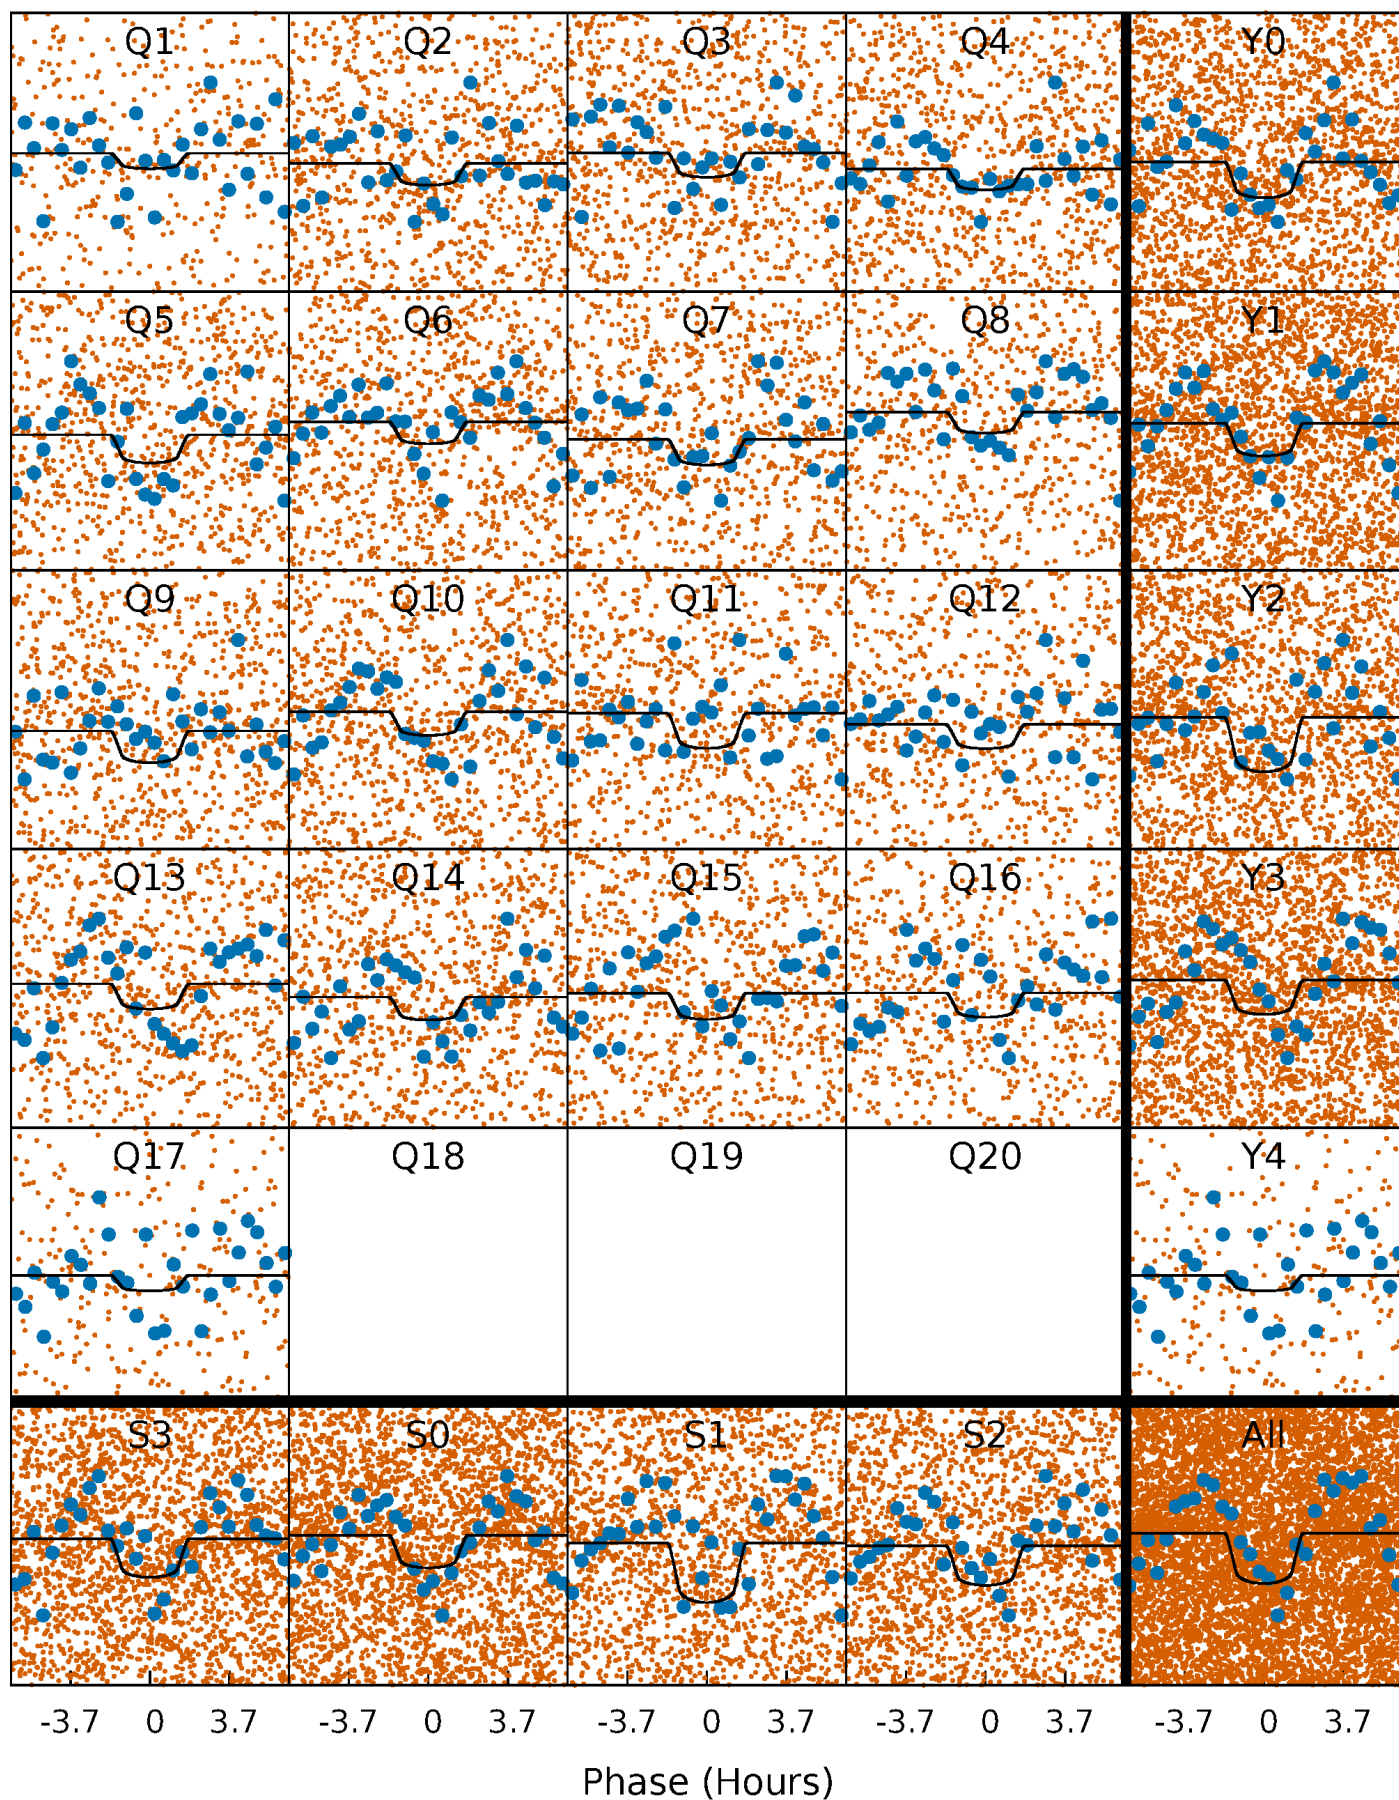 Q1 Q2 Q3 Q4 Y0
Q5 Q6 Q7 Q8 Y1
Q9 Q10 Q11 Q12 Y2
Q13 Q14 Q15 Q16 Y3
Q17 Q18 Q19 Q20 Y4
S3 S0 S1 S2 All
-3.7 0 3.7 -3.7 0 3.7 -3.7 0 3.7 -3.7 0 3.7 -3.7 0 3.7
Phase (Hours)